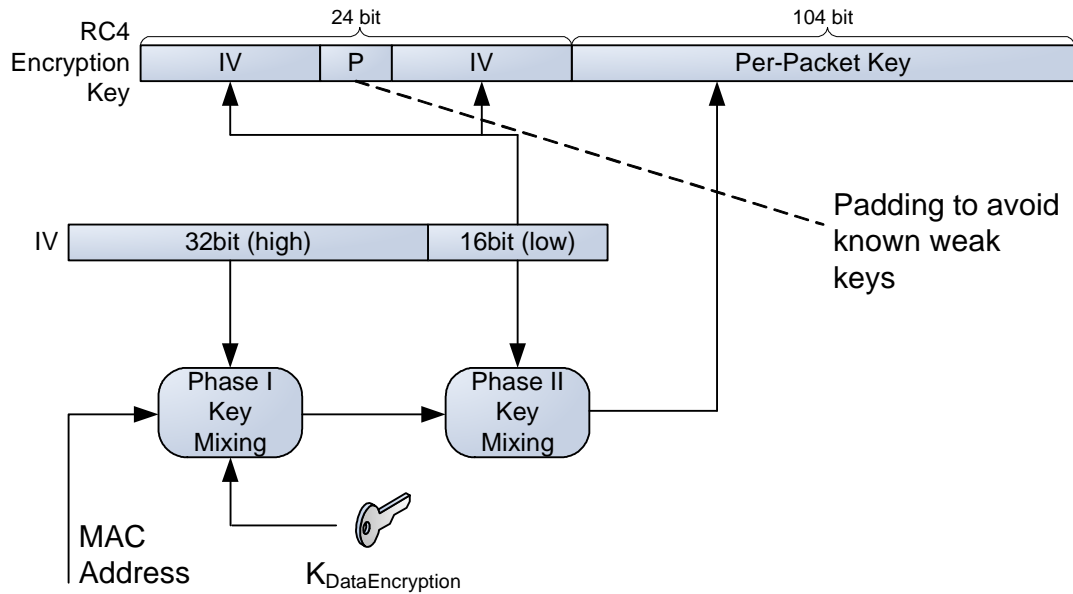 24 bit
104 bit
RC4
Encryption
Key
IV
P
IV
Per-Packet Key
Padding to avoid
known weak
keys
IV
32bit (high)
16bit (low)
Phase I
Key
Mixing
Phase II
Key
Mixing
MAC
Address
KDataEncryption